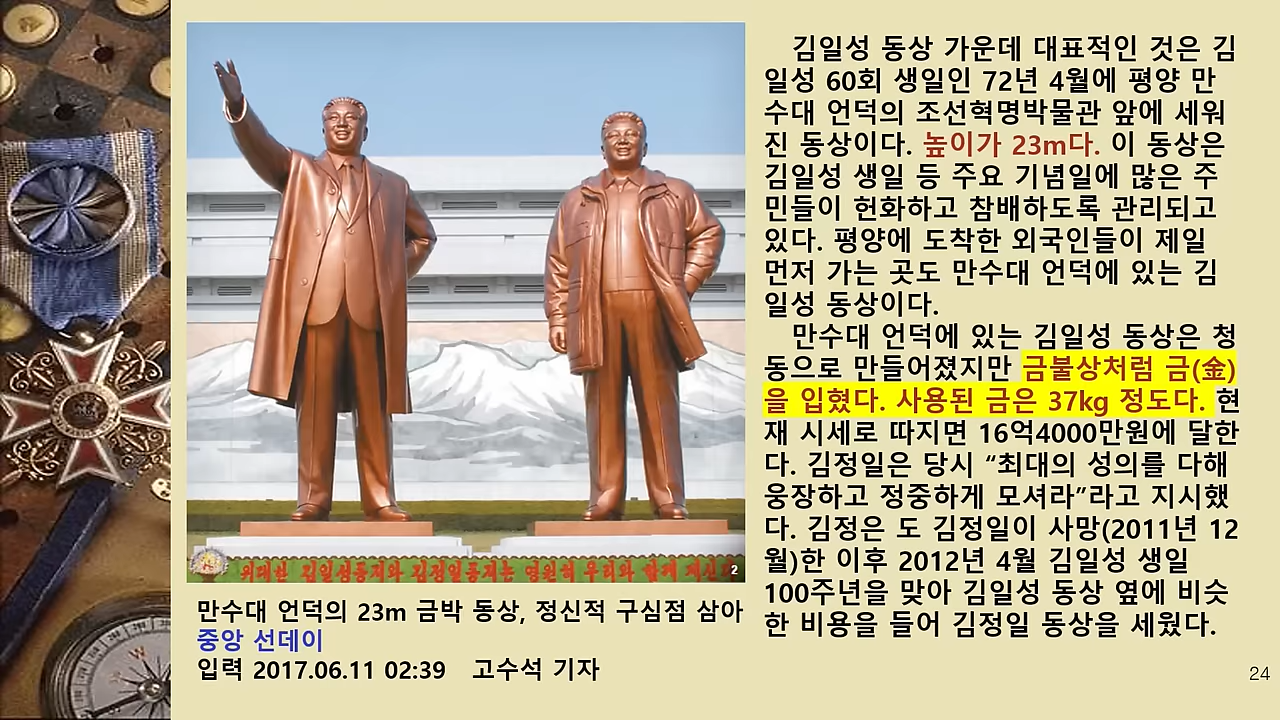 김일성 동상 가운데 대표적인 것은 김
일성 60회 생일인 72년 4월에 평양 만
수대 언덕의 조선혁명박물관 앞에 세워
진 동상이다. 높이가 23m다. 이 동상은
김일성 생일 등 주요 기념일에 많은 주
민들이 헌화하고 참배하도록 관리되고
있다. 평양에 도착한 외국인들이 제일
먼저 가는 곳도 만수대 언덕에 있는 김
일성 동상이다.
만수대 언덕에 있는 김일성 동상은 청
동으로 만들어졌지만 금불상처럼 금(金)
을 입혔다. 사용된 금은 37kg 정도다. 현
재 시세로 따지면 16억4000만원에 달한
다. 김정일은 당시 “최대의 성의를 다해
웅장하고 정중하게 모셔라”라고 지시했
다. 김정은 도 김정일이 사망(2011년 12
월)한 이후 2012년 4월 김일성 생일
100주년을 맞아 김일성 동상 옆에 비슷
한 비용을 들어 김정일 동상을 세웠다.
위대한 김일성동지와 김정일동지는 영원히 우리와 함께 계신다
2
만수대 언덕의 23m 금박 동상, 정신적 구심점 삼아
중앙 선데이
입력 2017.06.11 02:39 고수석 기자
24